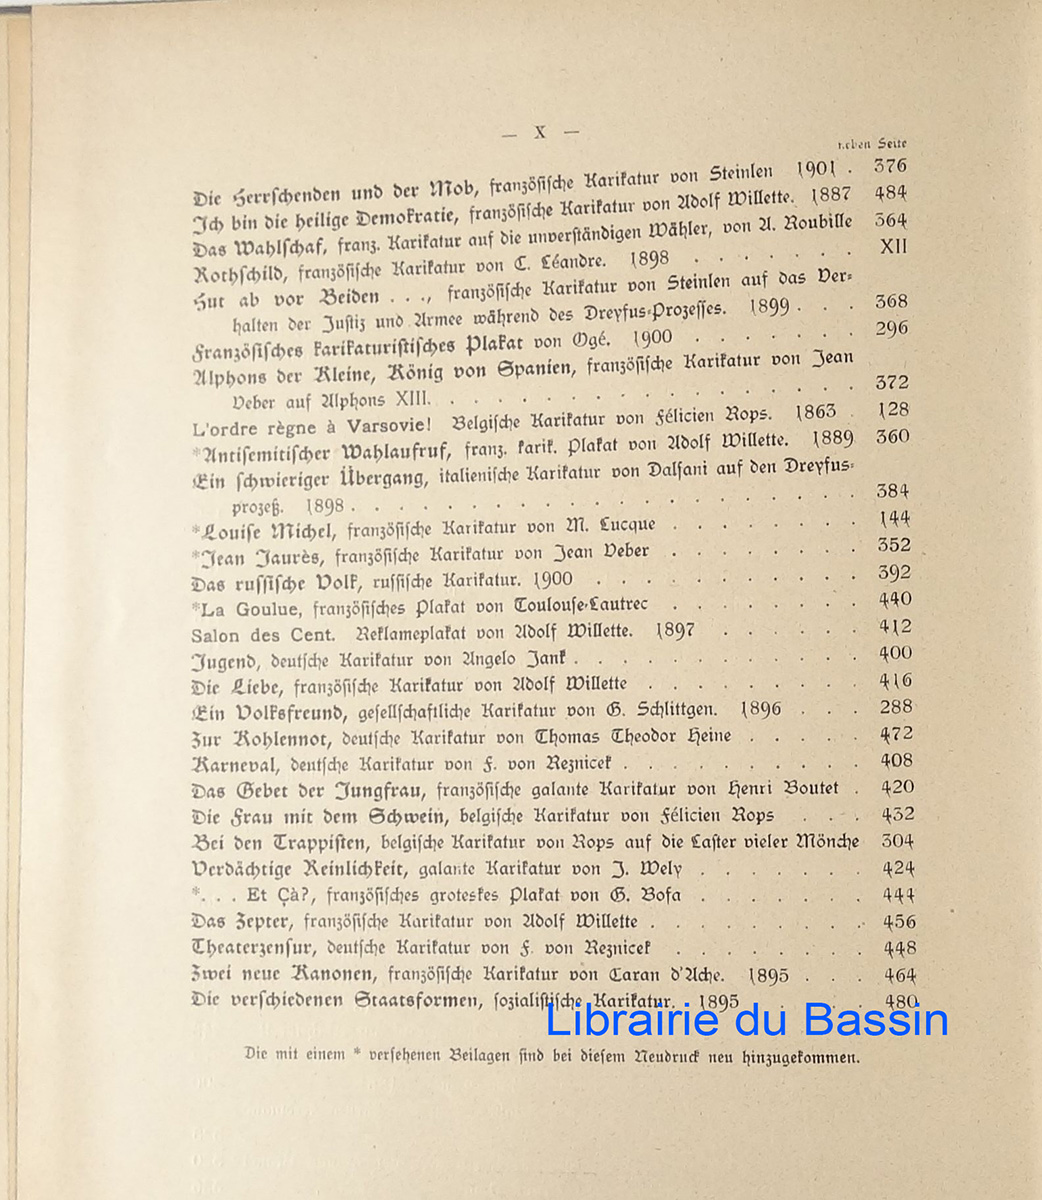 — X —
neben Seite
Die Herrschenden und der Mob, französische Karikatur von Steinlen 1901 . 376
Ich bin die heilige Demokratie, französische Karikatur von Adolf Willette. 1887 484
Das Wahlschaf, franz. Karikatur auf die unverständigen Wähler, von A. Roubille 364
Rothschild, französische Karikatur von C. Léandre. 1898 . . . . . . . XII
Hut ab vor Beiden . . ., französische Karikatur von Steinlen auf das Ver-
halten der Justiz und Armee während des Dreyfus-Prozesses. 1899 . . . 368
Französisches karikaturistisches Plakat von Ogé. 1900 . . . . . . . 296
Alphons der Kleine, König von Spanien, französische Karikatur von Jean
Veber auf Alphons XIII. . . . . . . . . . . . . . . . . 372
L'ordre règne à Varsovie! Belgische Karikatur von Félicien Rops. 1863 . 128
*Antisemitischer Wahlaufruf, franz. karik. Plakat von Adolf Willette. 1889 360
Ein schwieriger Übergang, italienische Karikatur von Dalsani auf den Dreyfus-
prozeß. 1898 . . . . . . . . . . . . . . . . . . 384
*Louise Michel, französische Karikatur von M. Lucque . . . . . . . 144
*Jean Jaurès, französische Karikatur von Jean Veber . . . . . . . 352
Das russische Volk, russische Karikatur. 1900 . . . . . . . . . 392
*La Goulue, französisches Plakat von Toulouse-Lautrec . . . . . . . 440
Salon des Cent. Reklameplakat von Adolf Willette. 1897 . . . . . . 412
Jugend, deutsche Karikatur von Angelo Jank . . . . . . . . . . 400
Die Liebe, französische Karikatur von Adolf Willette . . . . . . . . 416
Ein Volksfreund, gesellschaftliche Karikatur von G. Schlittgen. 1896 . . . 288
Zur Kohlennot, deutsche Karikatur von Thomas Theodor Heine . . . . . 472
Karneval, deutsche Karikatur von F. von Reznicek . . . . . . . . . 408
Das Gebet der Jungfrau, französische galante Karikatur von Henri Boutet . 420
Die Frau mit dem Schwein, belgische Karikatur von Félicien Rops . . . 432
Bei den Trappisten, belgische Karikatur von Rops auf die Laster vieler Mönche 304
Verdächtige Reinlichkeit, galante Karikatur von J. Wely . . . . . . . 424
*. . . Et Çà?, französisches groteskes Plakat von G. Bofa . . . . . . . 444
Das Zepter, französische Karikatur von Adolf Willette . . . . . . . . 456
Theaterzensur, deutsche Karikatur von F. von Reznicek . . . . . . . 448
Zwei neue Kanonen, französische Karikatur von Caran d'Ache. 1895 . . . 464
Die verschiedenen Staatsformen, sozialistische Karikatur. 1895 . . . . 480
Librairie du Bassin
Die mit einem * versehenen Beilagen sind bei diesem Neudruck neu hinzugekommen.